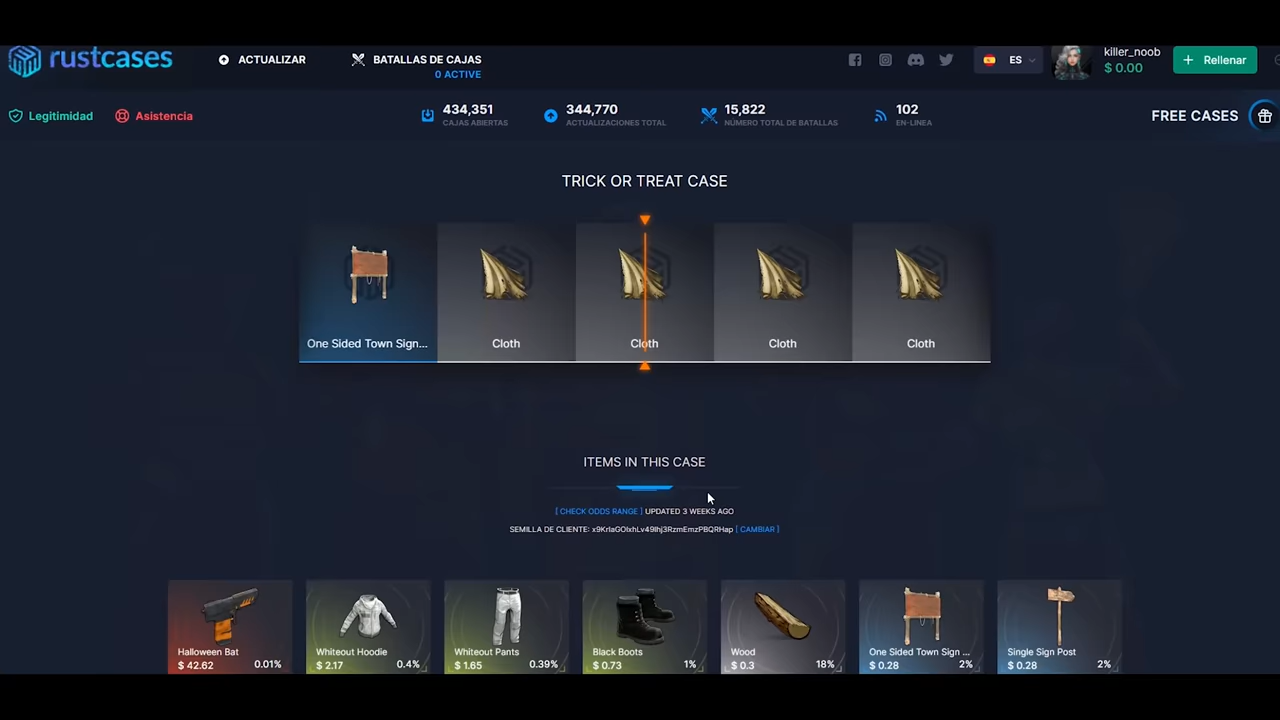 rustcases
ACTUALIZAR
BATALLAS DE CAJAS
0 ACTIVE
ES
killer_noob
$ 0.00
+ Rellenar
Legitimidad
Asistencia
434,351
CAJAS ABIERTAS
344,770
ACTUALIZACIONES TOTAL
15,822
NÚMERO TOTAL DE BATALLAS
102
EN-LINEA
FREE CASES
TRICK OR TREAT CASE
One Sided Town Sign...
Cloth
Cloth
Cloth
Cloth
ITEMS IN THIS CASE
[ CHECK ODDS RANGE ] UPDATED 3 WEEKS AGO
SEMILLA DE CLIENTE: [ CAMBIAR ]
Halloween Bat
$ 42.62 0.01%
Whiteout Hoodie
$ 2.17 0.4%
Whiteout Pants
$ 1.65 0.39%
Black Boots
$ 0.73 1%
Wood
$ 0.3 18%
One Sided Town Sign ...
$ 0.28 2%
Single Sign Post
$ 0.28 2%